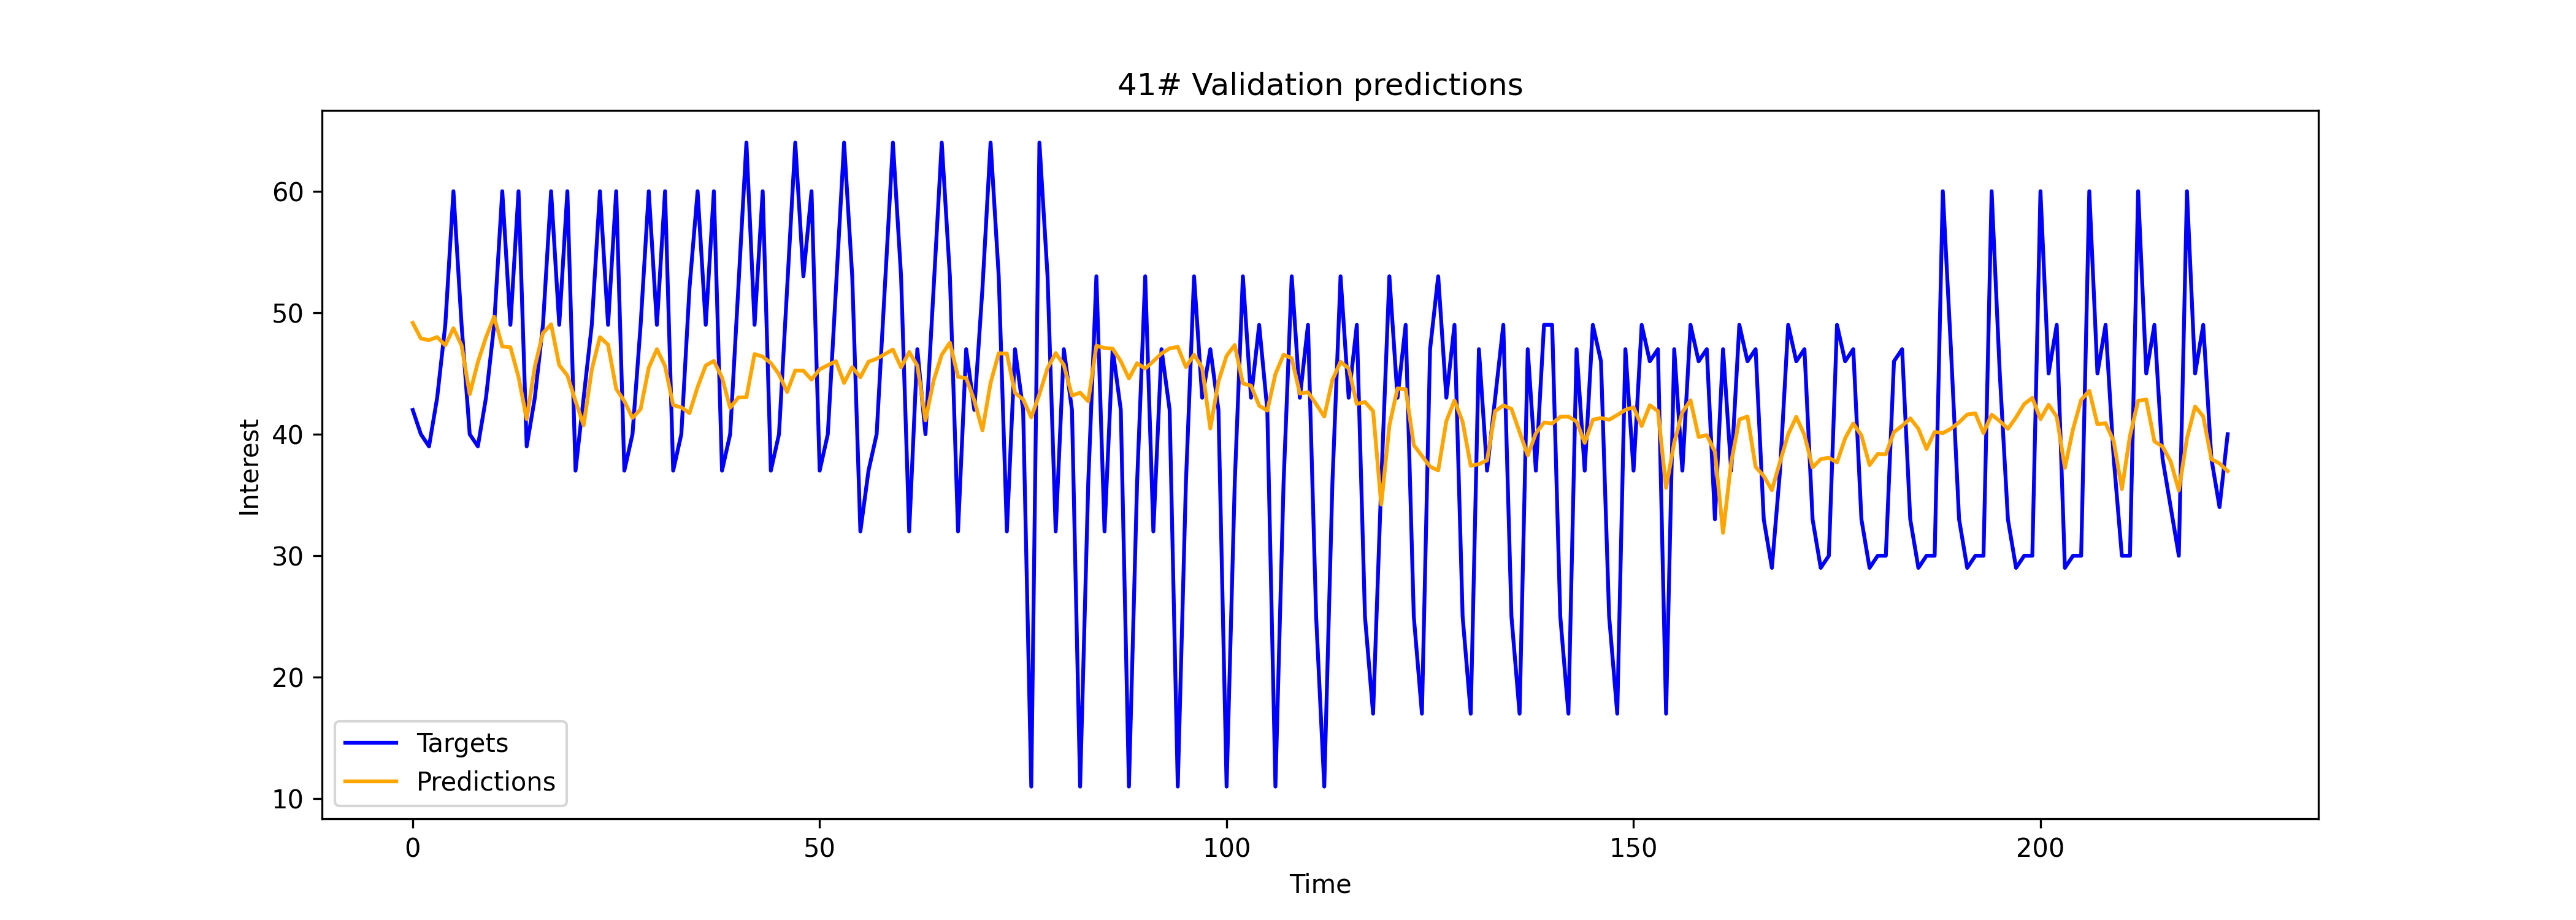 41# Validation predictions
Interest
60
50
40
30
20
10
Targets
Predictions
0 50 100 150 200
Time